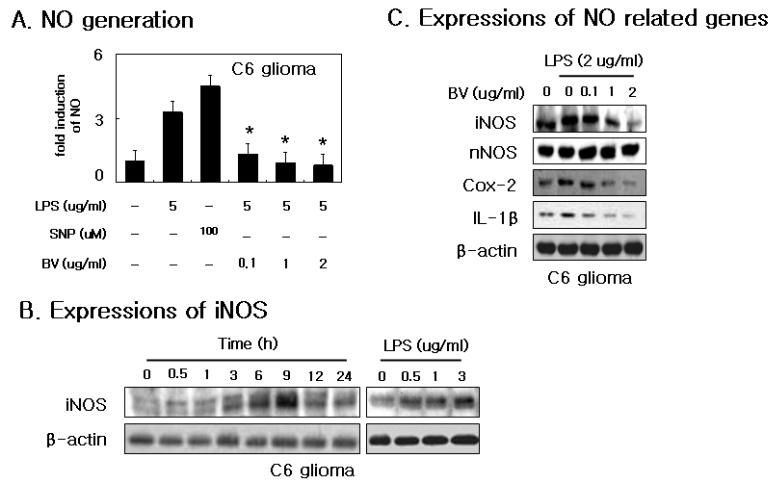 A. NO generation
6
3
0
fold induction
of NO
C6 glioma
* * *
LPS (ug/ml) – 5 – 5 5 5
SNP (uM) – – 100 – – –
BV (ug/ml) – – – 0.1 1 2
C. Expressions of NO related genes
LPS (2 ug/ml)
BV (ug/ml) 0 0 0.1 1 2
iNOS
nNOS
Cox-2
IL-1β
β-actin
C6 glioma
B. Expressions of iNOS
Time (h)
0 0.5 1 3 6 9 12 24
LPS (ug/ml)
0 0.5 1 3
iNOS
β-actin
C6 glioma